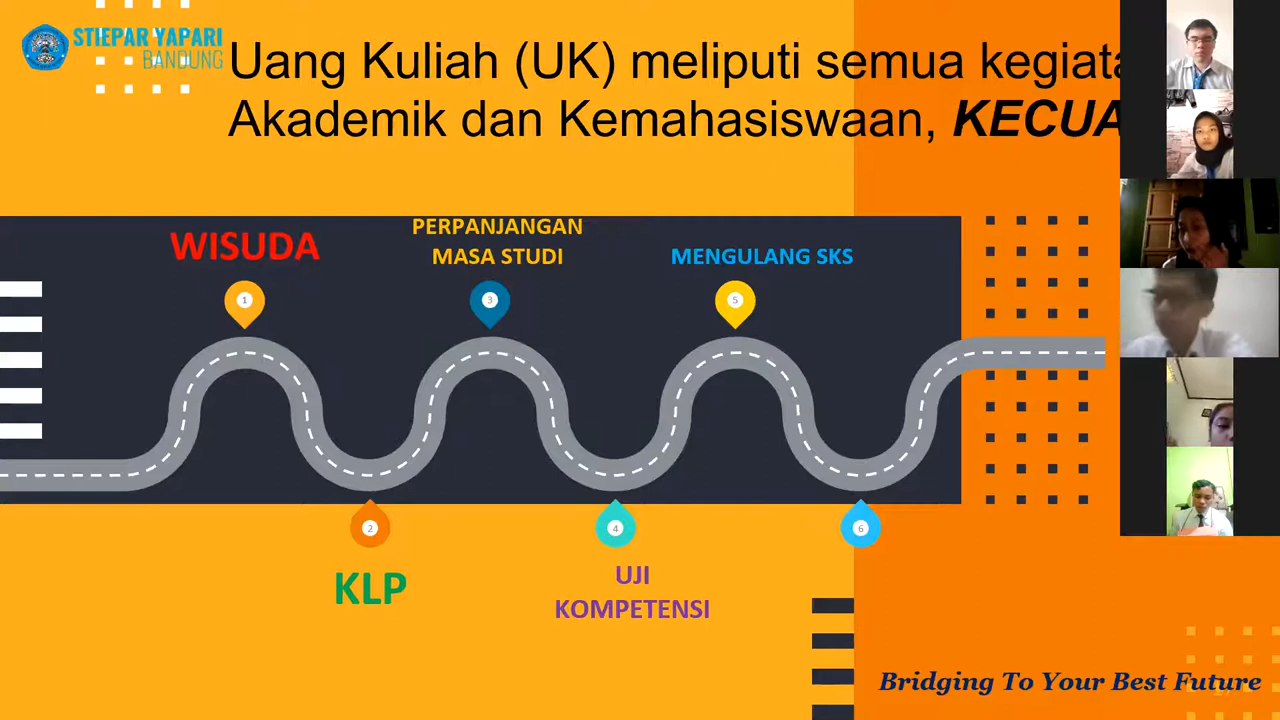 STIEPAR YAPARI
BANDUNG
Uang Kuliah (UK) meliputi semua kegiata
Akademik dan Kemahasiswaan, KECUA
WISUDA
PERPANJANGAN
MASA STUDI
MENGULANG SKS
1
3
5
2
4
6
KLP
UJI
KOMPETENSI
Bridging To Your Best Future